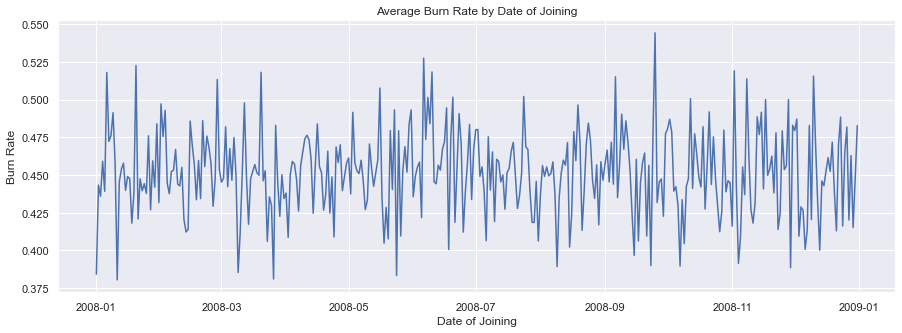 Average Burn Rate by Date of Joining
0.550
0.525
0.500
0.475
0.450
0.425
0.400
0.375
Burn Rate
2008-01 2008-03 2008-05 2008-07 2008-09 2008-11 2009-01
Date of Joining